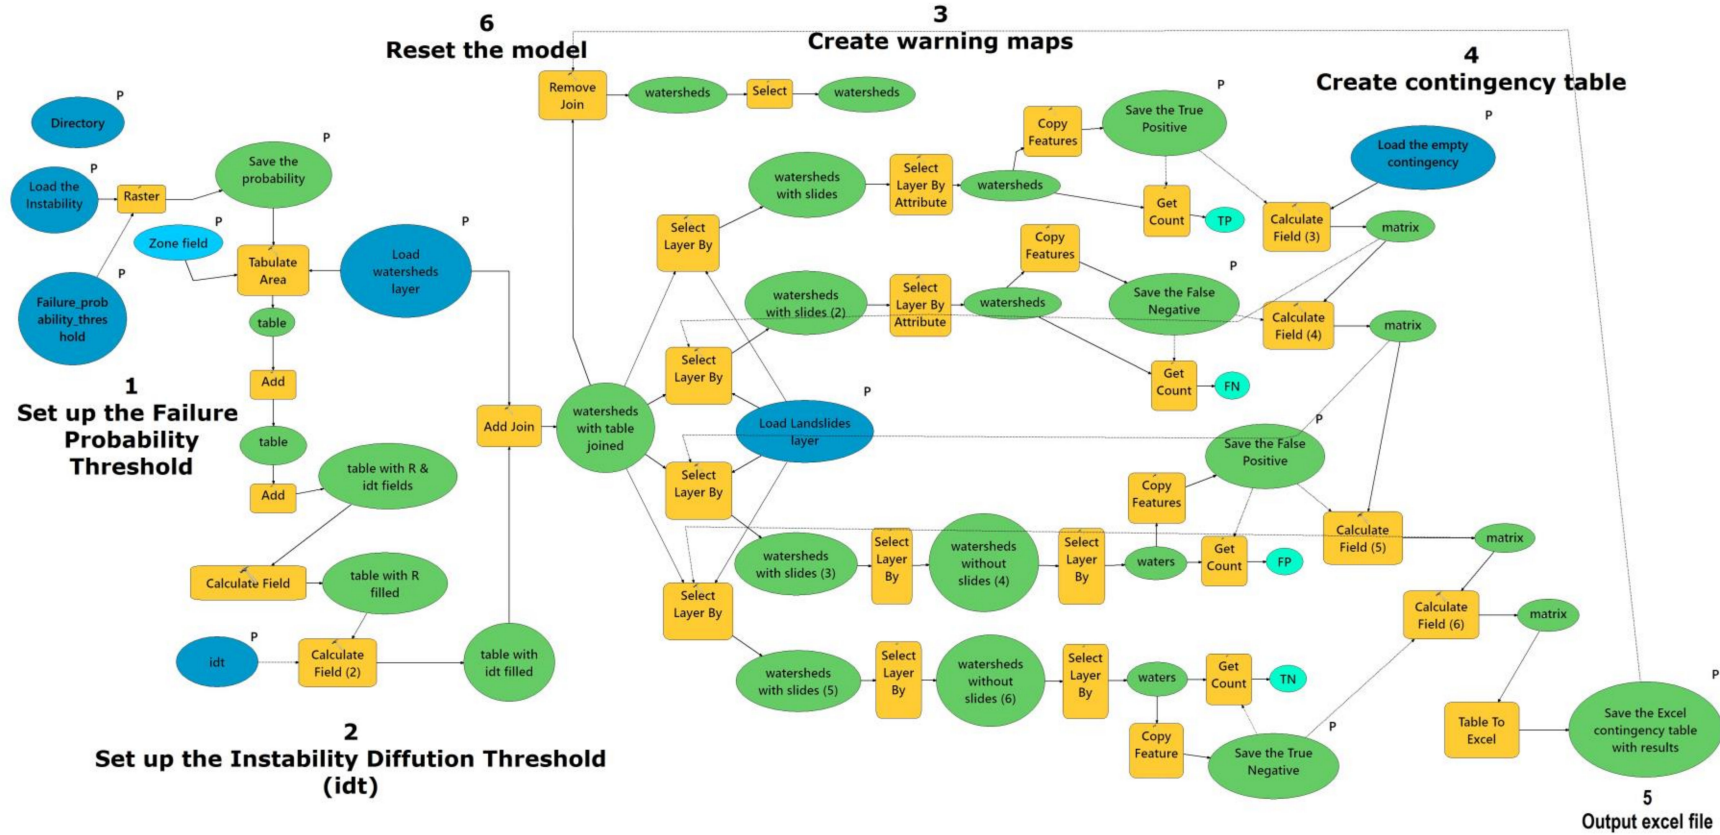 6
Reset the model
3
Create warning maps
4
Create contingency table
P
Directory
P
Load the
Instability
Raster
P
Save the
probability
P
Zone field
P
Failure_prob
ability_thres
hold
Tabulate
Area
P
Load
watersheds
layer
table
Add
table
Add
table with R &
idt fields
Calculate Field
table with R
filled
P
idt
Calculate
Field (2)
table with
idt filled
1
Set up the Failure
Probability
Threshold
2
Set up the Instability Diffution Threshold
(idt)
Add Join
watersheds
with table
joined
Remove
Join
watersheds
Select
watersheds
Select
Layer By
watersheds
with slides
Select
Layer By
Attribute
watersheds
Copy
Features
P
Save the True
Positive
Get
Count
TP
P
Load the empty
contingency
Calculate
Field (3)
matrix
Select
Layer By
watersheds
with slides (2)
Select
Layer By
Attribute
watersheds
Copy
Features
P
Save the False
Negative
Get
Count
FN
Calculate
Field (4)
matrix
P
Load Landslides
layer
Select
Layer By
watersheds
with slides (3)
Select
Layer
By
watersheds
without
slides (4)
Select
Layer
By
waters
Copy
Features
P
Save the False
Positive
Get
Count
FP
Calculate
Field (5)
matrix
Select
Layer By
watersheds
with slides (5)
Select
Layer
By
watersheds
without
slides (6)
Select
Layer
By
waters
Get
Count
TN
Copy
Feature
P
Save the True
Negative
Calculate
Field (6)
matrix
Table To
Excel
P
Save the Excel
contingency table
with results
5
Output excel file